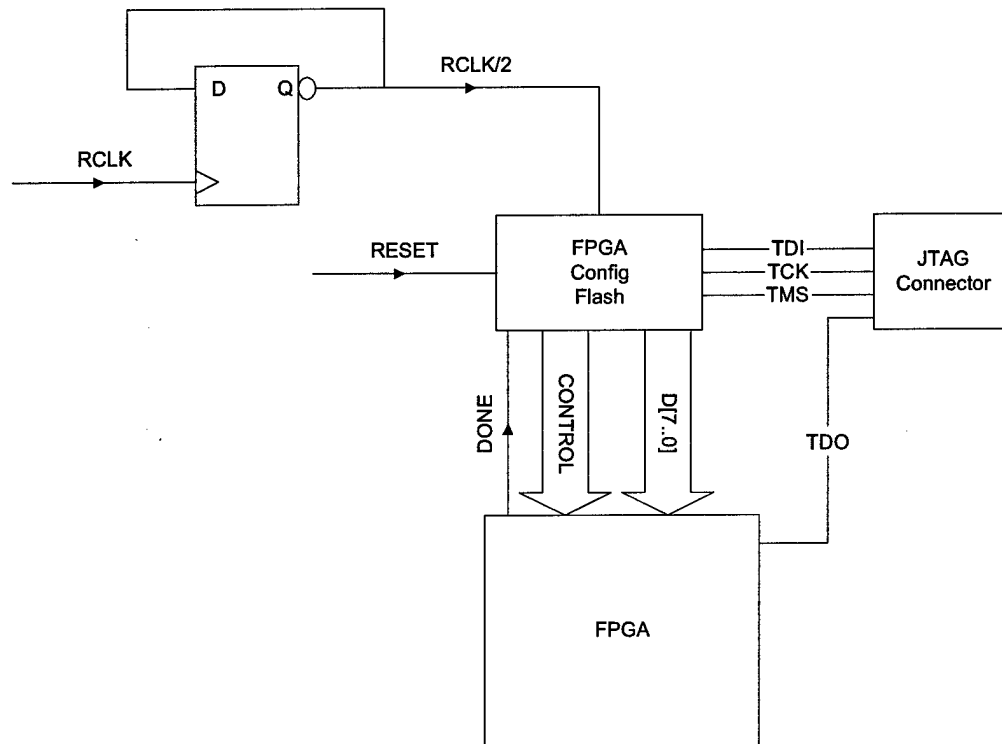 RCLK/2
D
Q
RCLK
RESET
FPGA
Config
Flash
TDI
TCK
TMS
JTAG
Connector
DONE
CONTROL
D[7..0]
TDO
FPGA